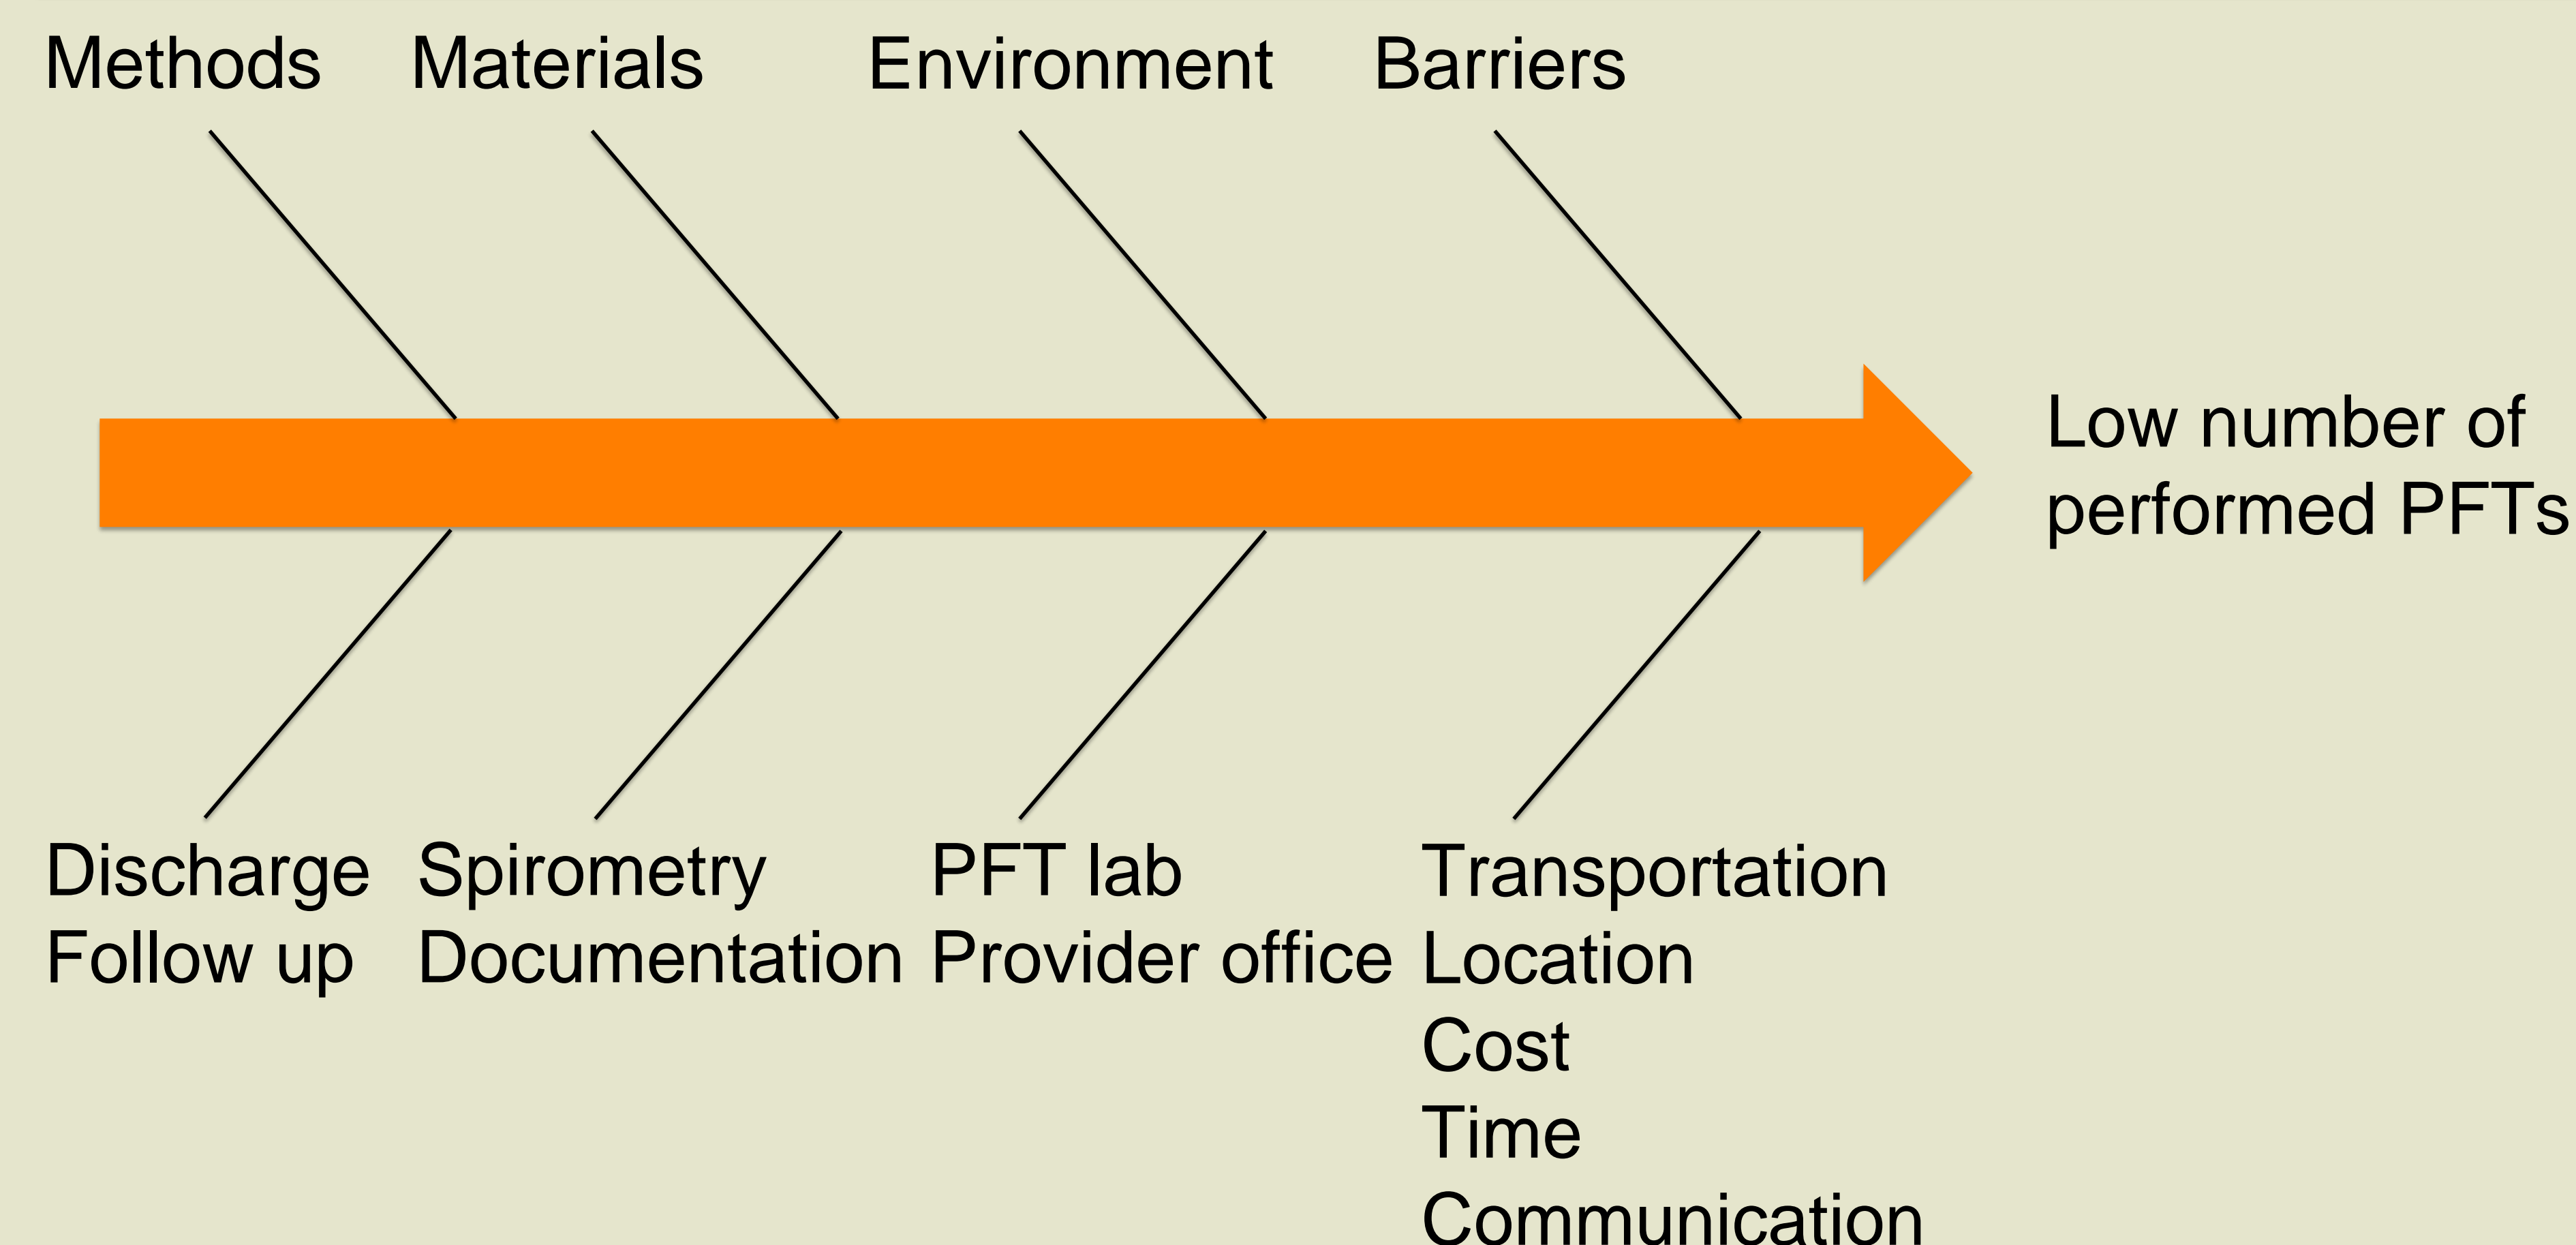 Methods
Materials
Environment
Barriers
Low number of
performed PFTs
Discharge
Follow up
Spirometry
Documentation
PFT lab
Provider office
Transportation
Location
Cost
Time
Communication